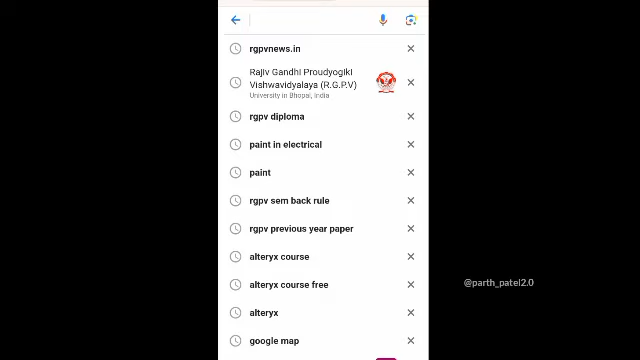 rgpvnews.in
Rajiv Gandhi Proudyogiki
Vishwavidyalaya (R.G.P.V)
University in Bhopal, India
rgpv diploma
paint in electrical
paint
rgpv sem back rule
rgpv previous year paper
alteryx course
@parth_patel2.0
alteryx course free
alteryx
google map